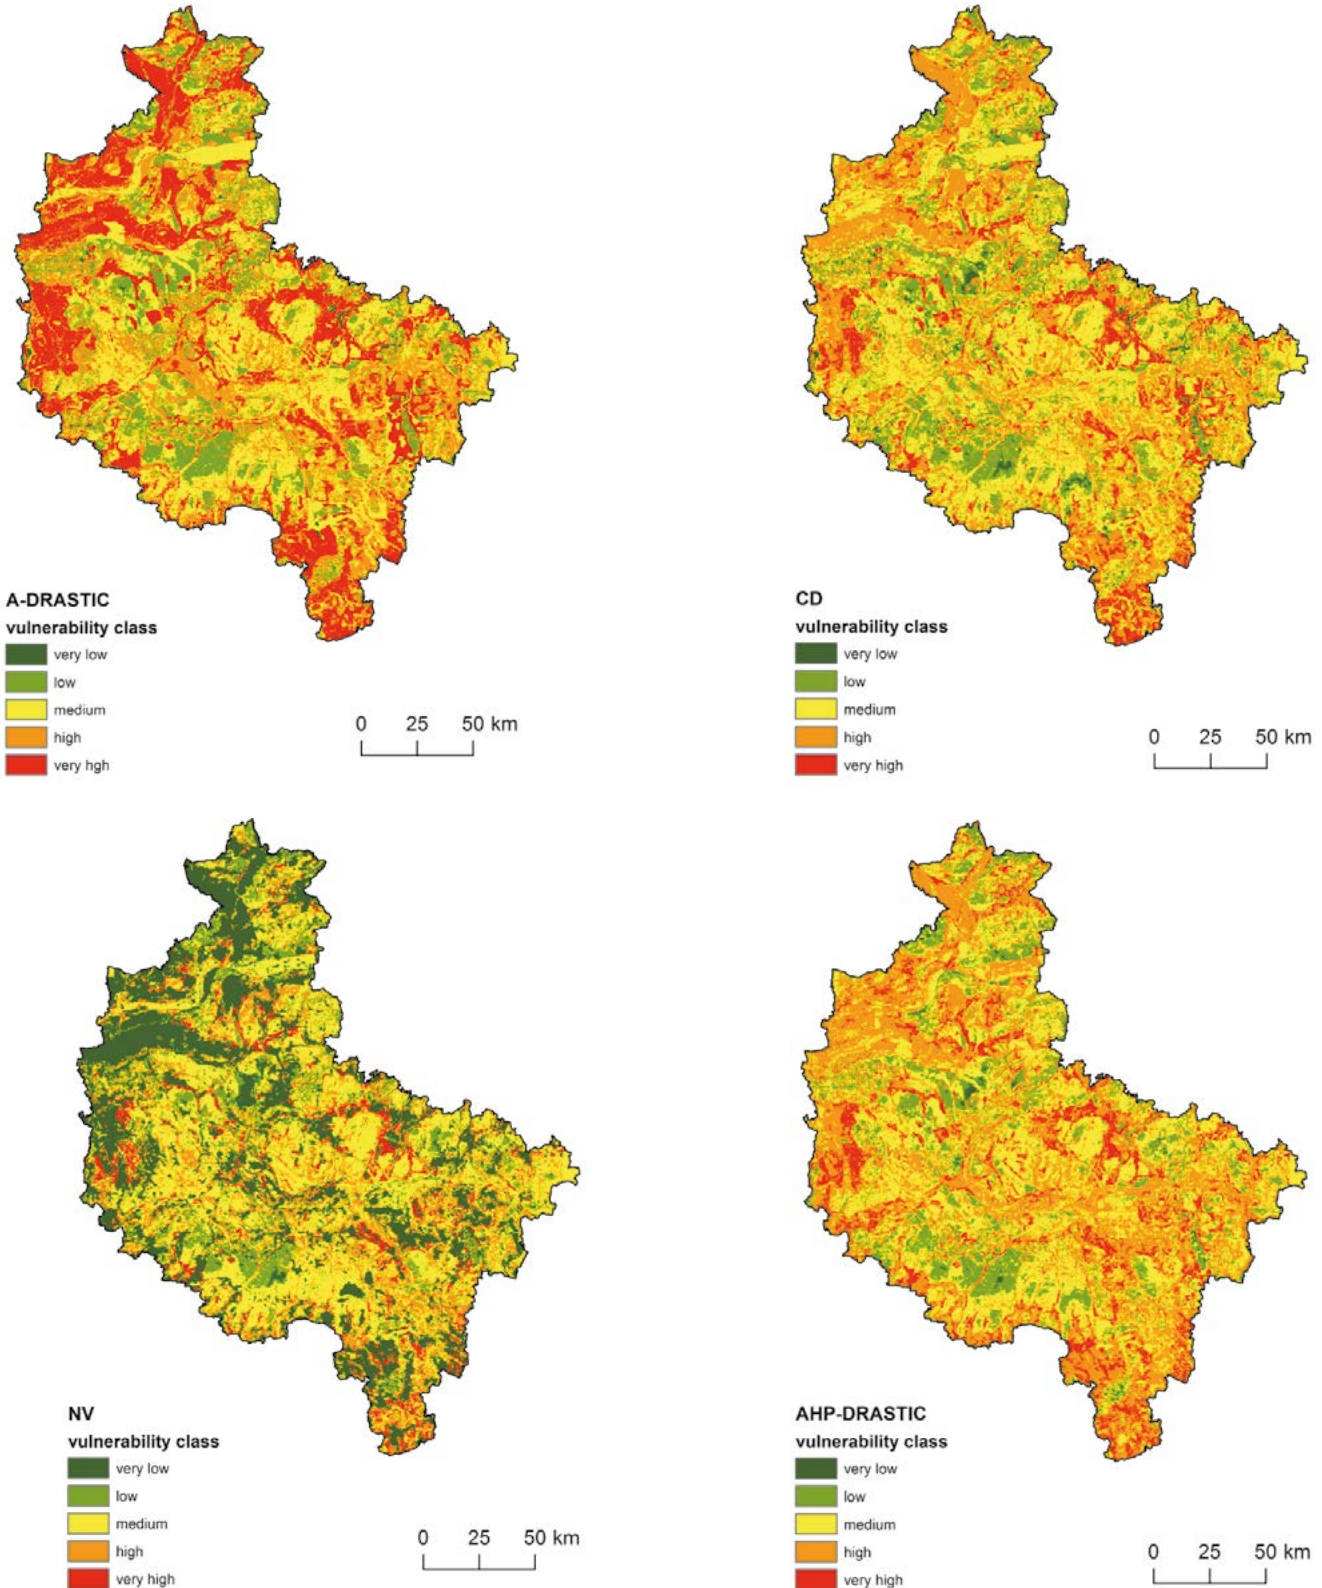 A-DRASTIC
vulnerability class
very low
low
medium
high
very hgh
0 25 50 km
CD
vulnerability class
very low
low
medium
high
very high
0 25 50 km
NV
vulnerability class
very low
low
medium
high
very high
0 25 50 km
AHP-DRASTIC
vulnerability class
very low
low
medium
high
very high
0 25 50 km